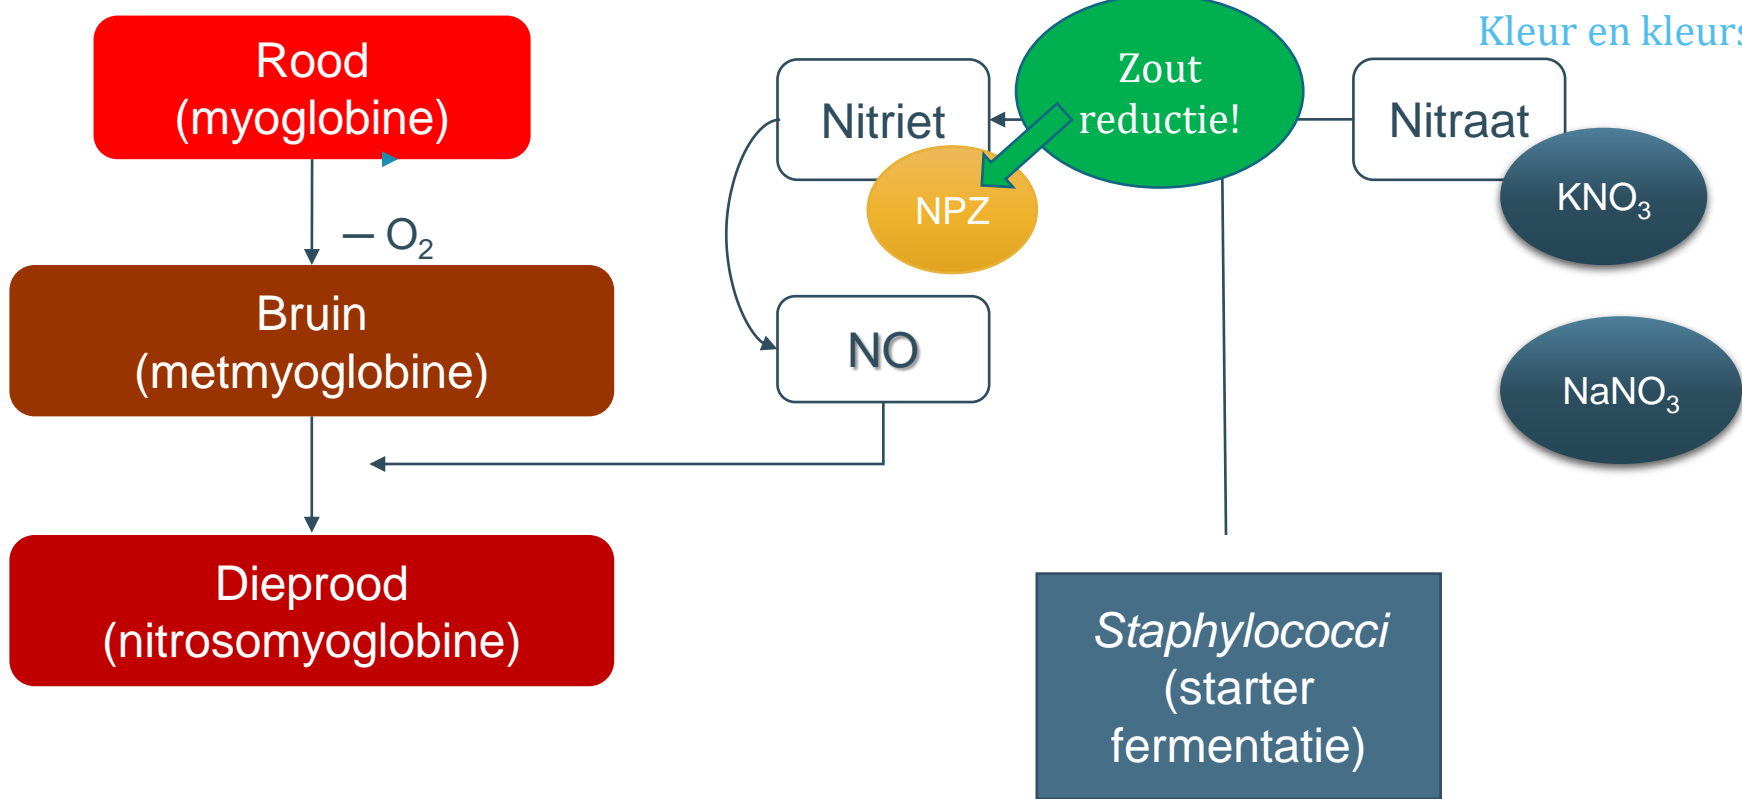 Kleur en kleurs
Rood
(myoglobine)
— O₂
Bruin
(metmyoglobine)
Dieprood
(nitrosomyoglobine)
Nitriet
NPZ
NO
Zout
reductie!
Nitraat
KNO₃
NaNO₃
Staphylococci
(starter
fermentatie)